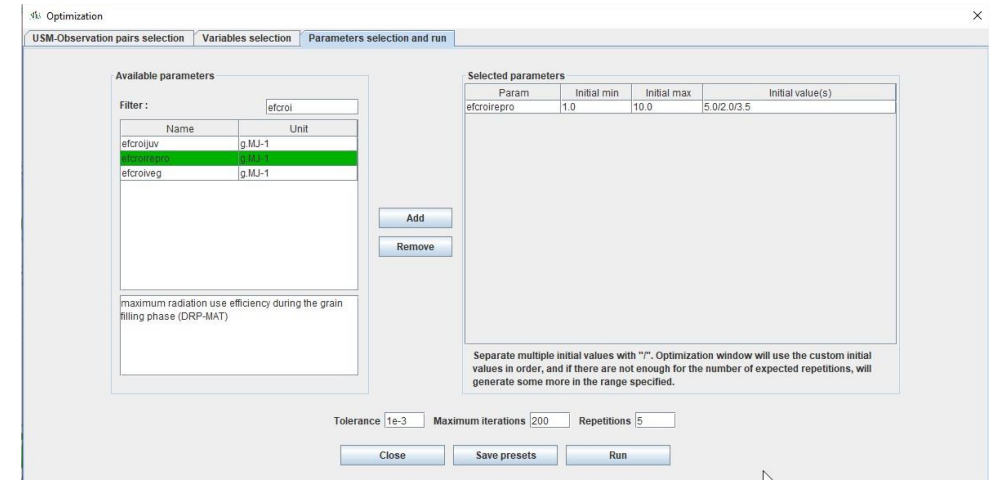 Optimization
USM-Observation pairs selection Variables selection Parameters selection and run
Available parameters
Filter : efcroi
Name Unit
efcroijuv g.MJ-1
efcroirepro g.MJ-1
efcroiveg g.MJ-1
maximum radiation use efficiency during the grain
filling phase (DRP-MAT)
Add
Remove
Selected parameters
Param Initial min Initial max Initial value(s)
efcroirepro 1.0 10.0 5.0/2.0/3.5
Separate multiple initial values with "/". Optimization window will use the custom initial
values in order, and if there are not enough for the number of expected repetitions, will
generate some more in the range specified.
Tolerance 1e-3 Maximum iterations 200 Repetitions 5
Close Save presets Run